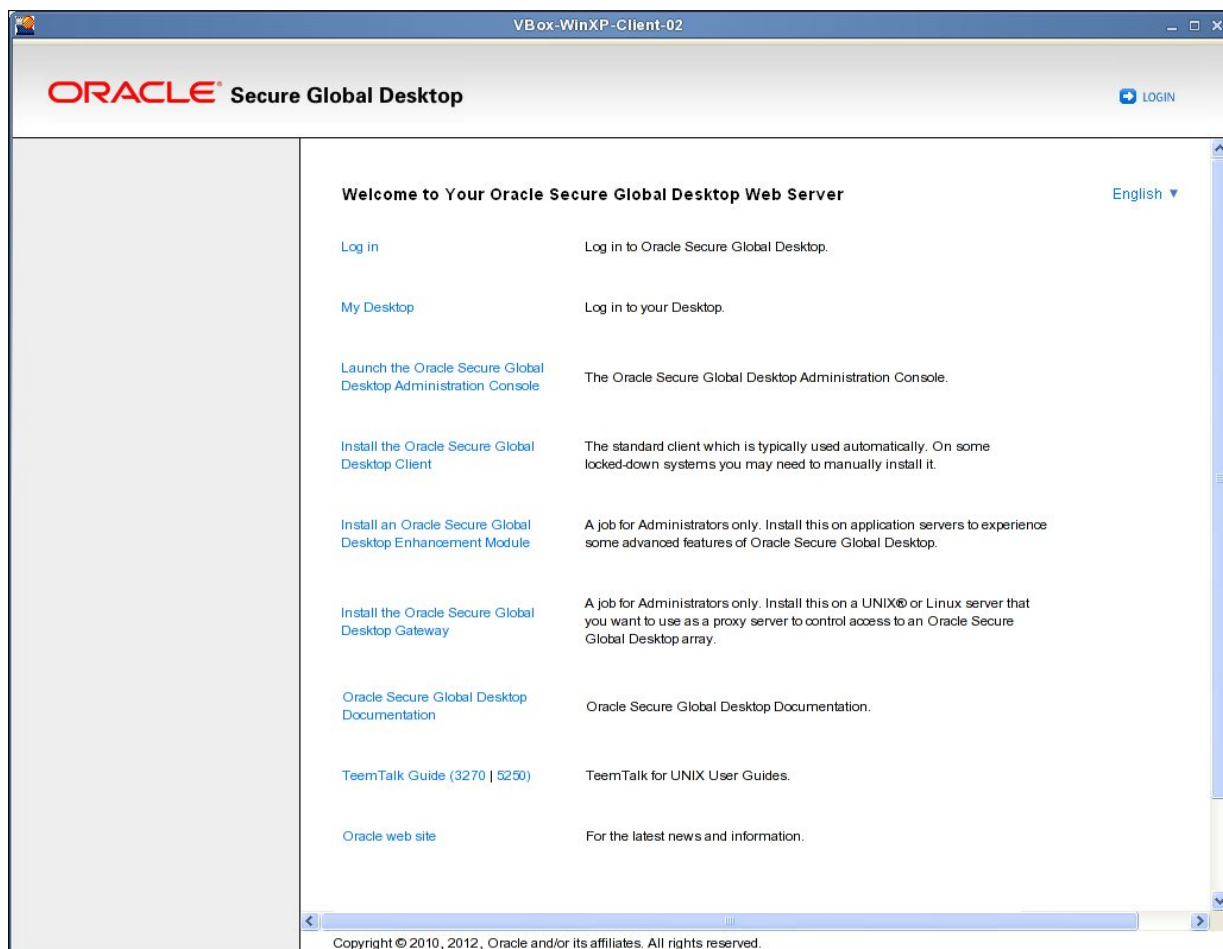 VBox-WinXP-Client-02
ORACLE® Secure Global Desktop
LOGIN
Welcome to Your Oracle Secure Global Desktop Web Server
English ▼
Log in
Log in to Oracle Secure Global Desktop.
My Desktop
Log in to your Desktop.
Launch the Oracle Secure Global
Desktop Administration Console
The Oracle Secure Global Desktop Administration Console.
Install the Oracle Secure Global
Desktop Client
The standard client which is typically used automatically. On some
locked-down systems you may need to manually install it.
Install an Oracle Secure Global
Desktop Enhancement Module
A job for Administrators only. Install this on application servers to experience
some advanced features of Oracle Secure Global Desktop.
Install the Oracle Secure Global
Desktop Gateway
A job for Administrators only. Install this on a UNIX® or Linux server that
you want to use as a proxy server to control access to an Oracle Secure
Global Desktop array.
Oracle Secure Global Desktop
Documentation
Oracle Secure Global Desktop Documentation.
TeemTalk Guide (3270 | 5250)
TeemTalk for UNIX User Guides.
Oracle web site
For the latest news and information.
Copyright © 2010, 2012, Oracle and/or its affiliates. All rights reserved.